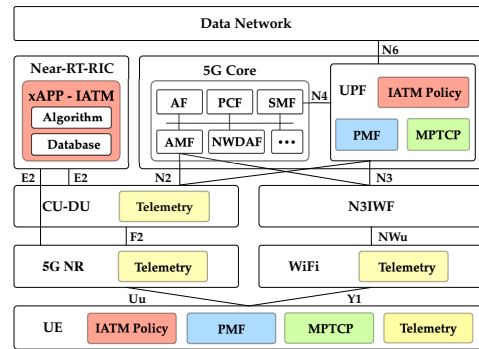 Data Network
N6
Near-RT-RIC
xAPP - IATM
Algorithm
Database
5G Core
AF
PCF
SMF
AMF
NWDAF
N4
UPF
IATM Policy
PMF
MPTCP
E2
E2
N2
N3
CU-DU
Telemetry
N3IWF
F2
NWu
5G NR
Telemetry
WiFi
Telemetry
Uu
Y1
UE
IATM Policy
PMF
MPTCP
Telemetry